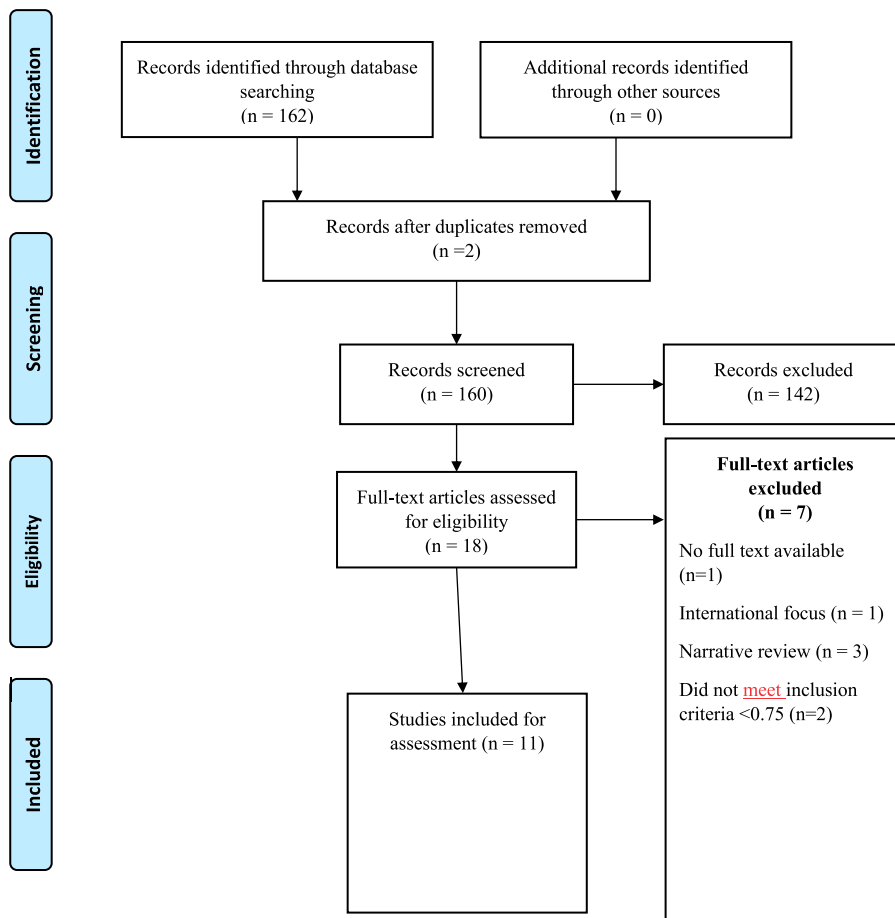 Identification
Records identified through database
searching
(n = 162)
Additional records identified
through other sources
(n = 0)
Records after duplicates removed
(n =2)
Screening
Records screened
(n = 160)
Records excluded
(n = 142)
Eligibility
Full-text articles assessed
for eligibility
(n = 18)
Full-text articles
excluded
(n = 7)
No full text available
(n=1)
International focus (n = 1)
Narrative review (n = 3)
Did not meet inclusion
criteria <0.75 (n=2)
Included
Studies included for
assessment (n = 11)